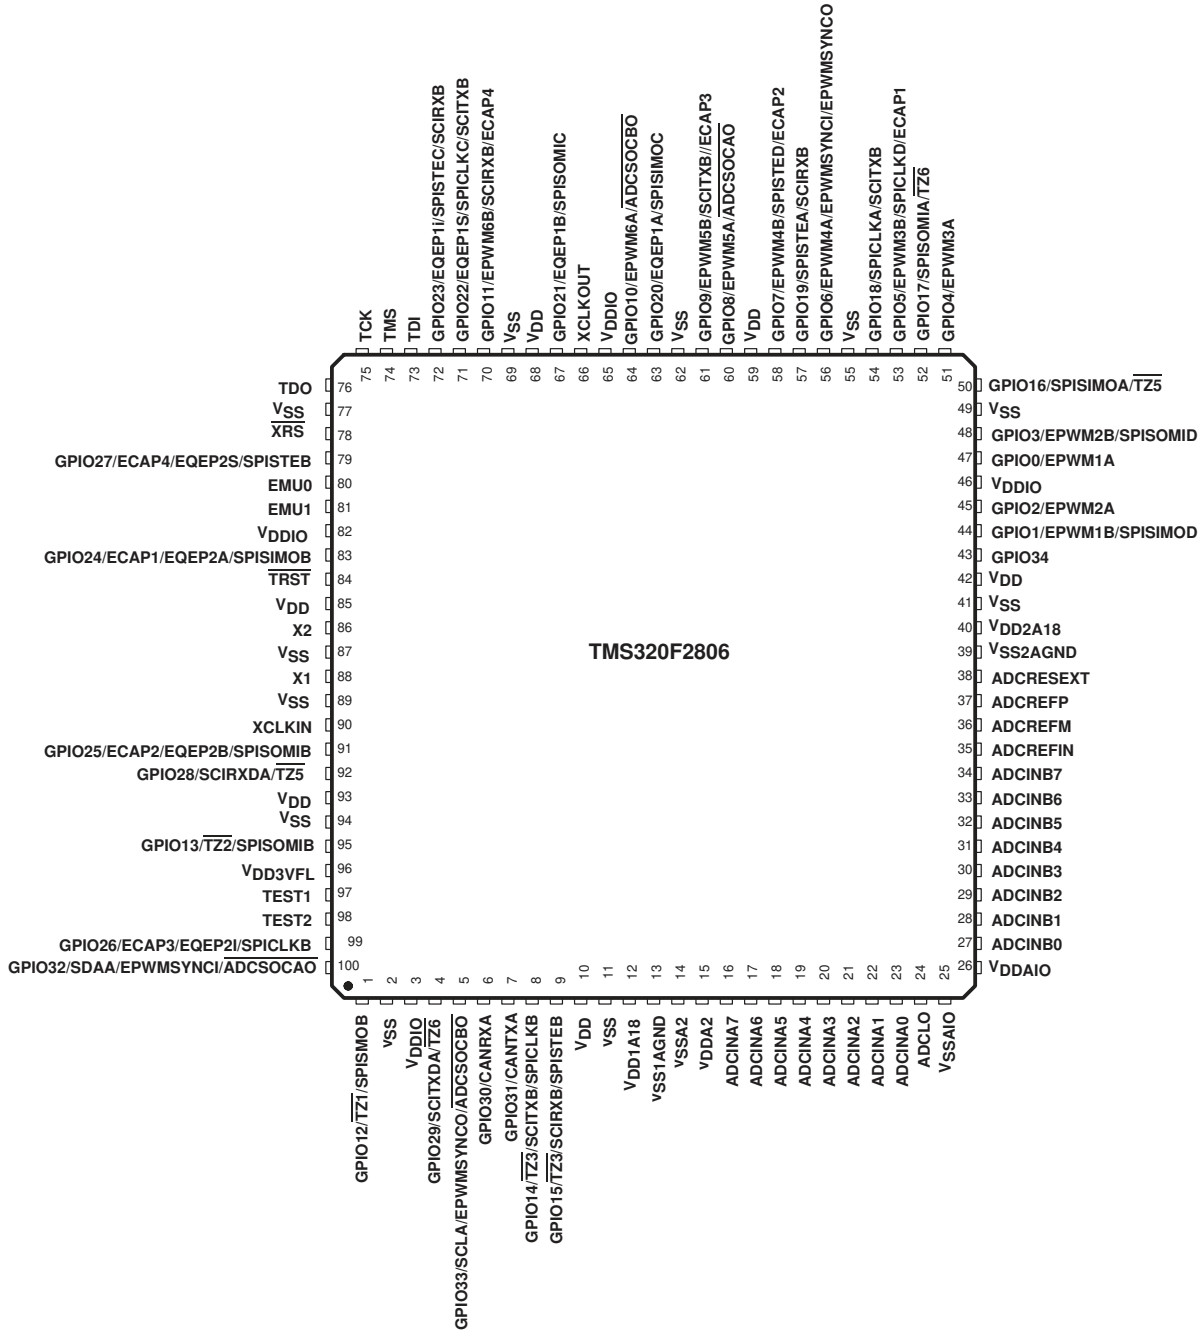 TCK
TMS
TDI
GPIO23/EQEP1i/SPISTEC/SCIRXB
GPIO22/EQEP1S/SPICLKC/SCITXB
GPIO11/EPWM6B/SCIRXB/ECAP4
VSS
VDD
GPIO21/EQEP1B/SPISOMIC
XCLKOUT
VDDIO
GPIO10/EPWM6A/ADCSOCBO
GPIO20/EQEP1A/SPISIMOC
VSS
GPIO9/EPWM5B/SCITXB//ECAP3
GPIO8/EPWM5A/ADCSOCAO
VDD
GPIO7/EPWM4B/SPISTED/ECAP2
GPIO19/SPISTEA/SCIRXB
GPIO6/EPWM4A/EPWMSYNCI/EPWMSYNCO
VSS
GPIO18/SPICLKA/SCITXB
GPIO5/EPWM3B/SPICLKD/ECAP1
GPIO17/SPISOMIA/TZ6
GPIO4/EPWM3A
75 74 73 72 71 70 69 68 67 66 65 64 63 62 61 60 59 58 57 56 55 54 53 52 51
TDO 76
VSS 77
XRS 78
GPIO27/ECAP4/EQEP2S/SPISTEB 79
EMU0 80
EMU1 81
VDDIO 82
GPIO24/ECAP1/EQEP2A/SPISIMOB 83
TRST 84
VDD 85
X2 86
VSS 87
X1 88
VSS 89
XCLKIN 90
GPIO25/ECAP2/EQEP2B/SPISOMIB 91
GPIO28/SCIRXDA/TZ5 92
VDD 93
VSS 94
GPIO13/TZ2/SPISOMIB 95
VDD3VFL 96
TEST1 97
TEST2 98
GPIO26/ECAP3/EQEP2I/SPICLKB 99
GPIO32/SDAA/EPWMSYNCI/ADCSOCAO 100
TMS320F2806
50 GPIO16/SPISIMOA/TZ5
49 VSS
48 GPIO3/EPWM2B/SPISOMID
47 GPIO0/EPWM1A
46 VDDIO
45 GPIO2/EPWM2A
44 GPIO1/EPWM1B/SPISIMOD
43 GPIO34
42 VDD
41 VSS
40 VDD2A18
39 VSS2AGND
38 ADCRESEXT
37 ADCREFP
36 ADCREFM
35 ADCREFIN
34 ADCINB7
33 ADCINB6
32 ADCINB5
31 ADCINB4
30 ADCINB3
29 ADCINB2
28 ADCINB1
27 ADCINB0
26 VDDAIO
1 2 3 4 5 6 7 8 9 10 11 12 13 14 15 16 17 18 19 20 21 22 23 24 25
GPIO12/TZ1/SPISMOB
VSS
VDDIO
GPIO29/SCITXDA/TZ6
GPIO33/SCLA/EPWMSYNCO/ADCSOCBO
GPIO30/CANRXA
GPIO31/CANTXA
GPIO14/TZ3/SCITXB/SPICLKB
GPIO15/TZ3/SCIRXB/SPISTEB
VDD
VSS
VDD1A18
VSS1AGND
VSSA2
VDDA2
ADCINA7
ADCINA6
ADCINA5
ADCINA4
ADCINA3
ADCINA2
ADCINA1
ADCINA0
ADCLO
VSSAIO